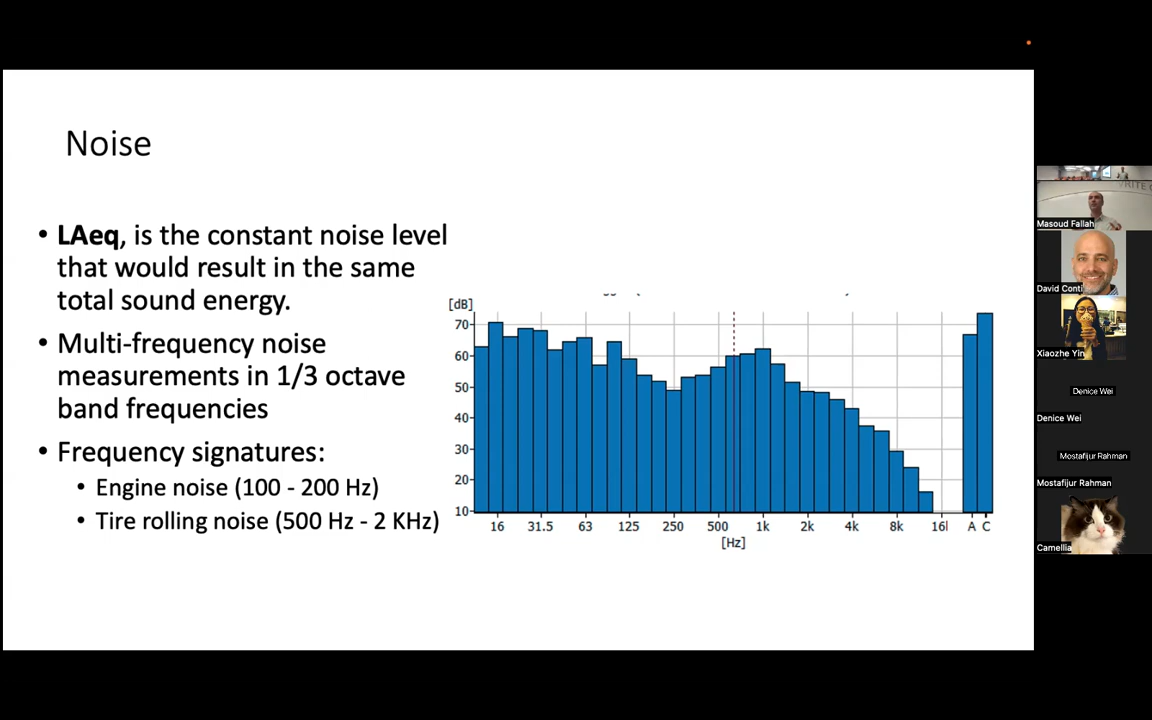 Noise
• LAeq, is the constant noise level
that would result in the same
total sound energy.
• Multi-frequency noise
measurements in 1/3 octave
band frequencies
• Frequency signatures:
• Engine noise (100 - 200 Hz)
• Tire rolling noise (500 Hz - 2 KHz)
[dB]
70
60
50
40
30
20
10
16 31.5 63 125 250 500 1k 2k 4k 8k A C
[Hz]
Masoud Fallah
David Conti
Xiaozhe Yin
Denice Wei
Denice Wei
Mostafijur Rahman
Mostafijur Rahman
Camellia